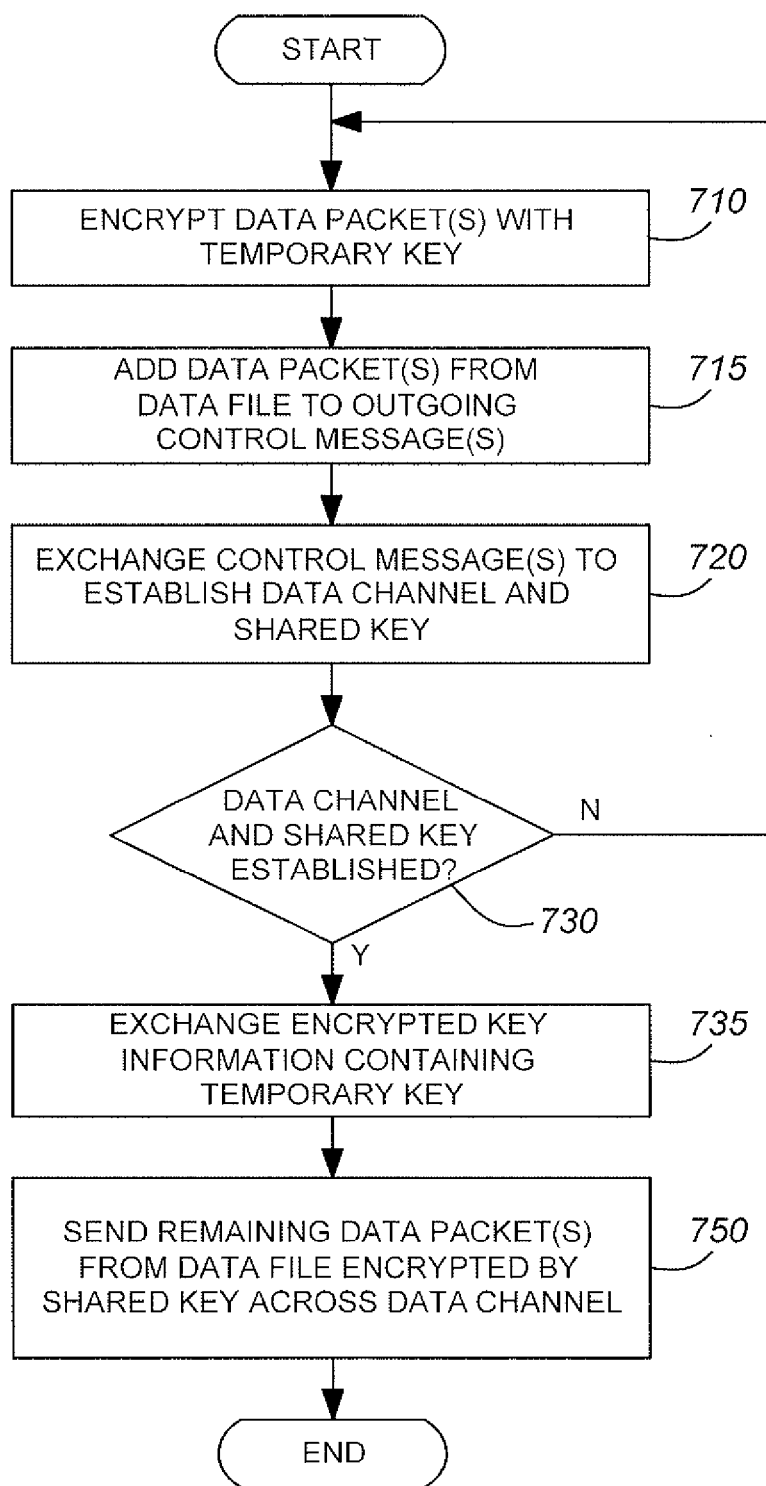 START
ENCRYPT DATA PACKET(S) WITH
TEMPORARY KEY
710
ADD DATA PACKET(S) FROM
DATA FILE TO OUTGOING
CONTROL MESSAGE(S)
715
EXCHANGE CONTROL MESSAGE(S) TO
ESTABLISH DATA CHANNEL AND
SHARED KEY
720
DATA CHANNEL
AND SHARED KEY
ESTABLISHED?
N
730
Y
EXCHANGE ENCRYPTED KEY
INFORMATION CONTAINING
TEMPORARY KEY
735
SEND REMAINING DATA PACKET(S)
FROM DATA FILE ENCRYPTED BY
SHARED KEY ACROSS DATA CHANNEL
750
END